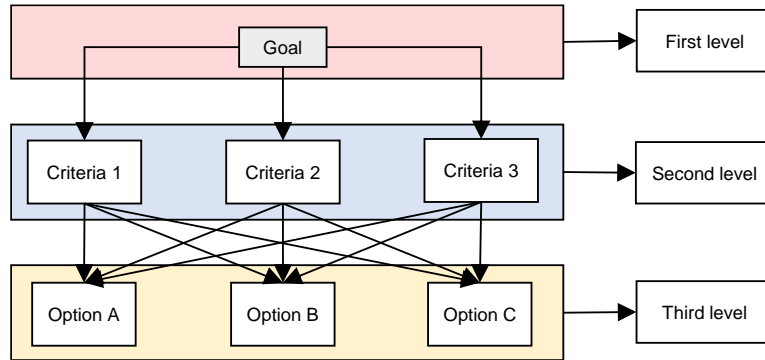 Goal
First level
Criteria 1
Criteria 2
Criteria 3
Second level
Option A
Option B
Option C
Third level